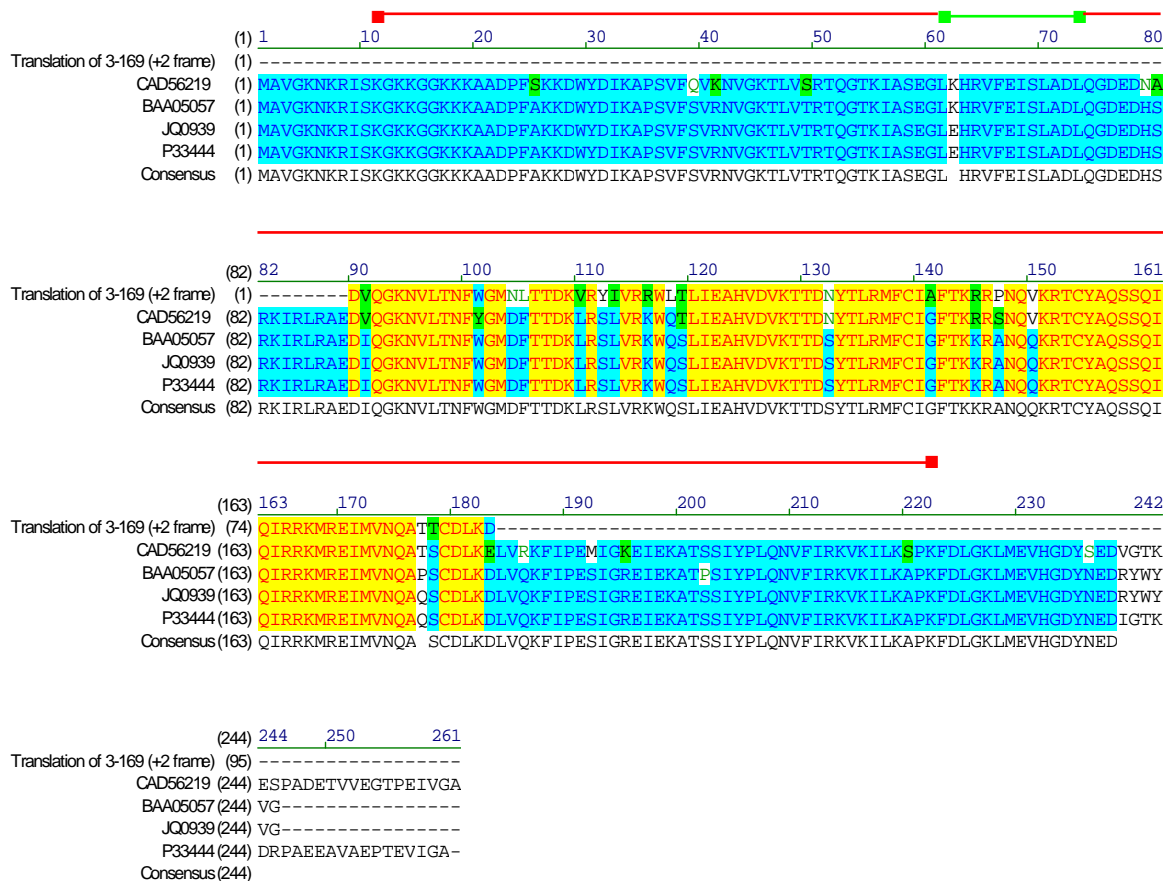 (1) 1 10 20 30 40 50 60 70 80
Translation of 3-169 (+2 frame) (1) --------------------------------------------------------------------------------
CAD56219 (1) MAVGKNKRISKGKKGGKKKAADPFSKKDWYDIKAPSVFQVKNVGKTLVSRTQGTKIASEGLKHRVFEISLADLQGDEDNA
BAA05057 (1) MAVGKNKRISKGKKGGKKKAADPFAKKDWYDIKAPSVFSVRNVGKTLVTRTQGTKIASEGLKHRVFEISLADLQGDEDHS
JQ0939 (1) MAVGKNKRISKGKKGGKKKAADPFAKKDWYDIKAPSVFSVRNVGKTLVTRTQGTKIASEGLEHRVFEISLADLQGDEDHS
P33444 (1) MAVGKNKRISKGKKGGKKKAADPFAKKDWYDIKAPSVFSVRNVGKTLVTRTQGTKIASEGLEHRVFEISLADLQGDEDHS
Consensus (1) MAVGKNKRISKGKKGGKKKAADPFAKKDWYDIKAPSVFSVRNVGKTLVTRTQGTKIASEGL HRVFEISLADLQGDEDHS
(82) 82 90 100 110 120 130 140 150 161
Translation of 3-169 (+2 frame) (1) --------DVQGKNVLTNFWGMNLTTDKVRYIVRRWLTLIEAHVDVKTTDNYTLRMFCIAFTKRRPNQVKRTCYAQSSQI
CAD56219 (82) RKIRLRAEDVQGKNVLTNFYGMDFTTDKLRSLVRKWQTLIEAHVDVKTTDNYTLRMFCIGFTKRRSNQVKRTCYAQSSQI
BAA05057 (82) RKIRLRAEDIQGKNVLTNFWGMDFTTDKLRSLVRKWQSLIEAHVDVKTTDSYTLRMFCIGFTKKRANQQKRTCYAQSSQI
JQ0939 (82) RKIRLRAEDIQGKNVLTNFWGMDFTTDKLRSLVRKWQSLIEAHVDVKTTDSYTLRMFCIGFTKKRANQQKRTCYAQSSQI
P33444 (82) RKIRLRAEDIQGKNVLTNFWGMDFTTDKLRSLVRKWQSLIEAHVDVKTTDSYTLRMFCIGFTKKRANQQKRTCYAQSSQI
Consensus (82) RKIRLRAEDIQGKNVLTNFWGMDFTTDKLRSLVRKWQSLIEAHVDVKTTDSYTLRMFCIGFTKKRANQQKRTCYAQSSQI
(163) 163 170 180 190 200 210 220 230 242
Translation of 3-169 (+2 frame) (74) QIRRKMREIMVNQATTCDLKD-----------------------------------------------------------
CAD56219 (163) QIRRKMREIMVNQATSCDLKELVRKFIPEMIGKEIEKATSSIYPLQNVFIRKVKILKSPKFDLGKLMEVHGDYSEDVGTK
BAA05057 (163) QIRRKMREIMVNQAPSCDLKDLVQKFIPESIGREIEKATPSIYPLQNVFIRKVKILKAPKFDLGKLMEVHGDYNEDRYWY
JQ0939 (163) QIRRKMREIMVNQAQSCDLKDLVQKFIPESIGREIEKATSSIYPLQNVFIRKVKILKAPKFDLGKLMEVHGDYNEDRYWY
P33444 (163) QIRRKMREIMVNQAQSCDLKDLVQKFIPESIGREIEKATSSIYPLQNVFIRKVKILKAPKFDLGKLMEVHGDYNEDIGTK
Consensus (163) QIRRKMREIMVNQA SCDLKDLVQKFIPESIGREIEKATSSIYPLQNVFIRKVKILKAPKFDLGKLMEVHGDYNED
(244) 244 250 261
Translation of 3-169 (+2 frame) (95) ------------------
CAD56219 (244) ESPADETVVEGTPEIVGA
BAA05057 (244) VG----------------
JQ0939 (244) VG----------------
P33444 (244) DRPAEEAVAEPTEVIGA-
Consensus (244)